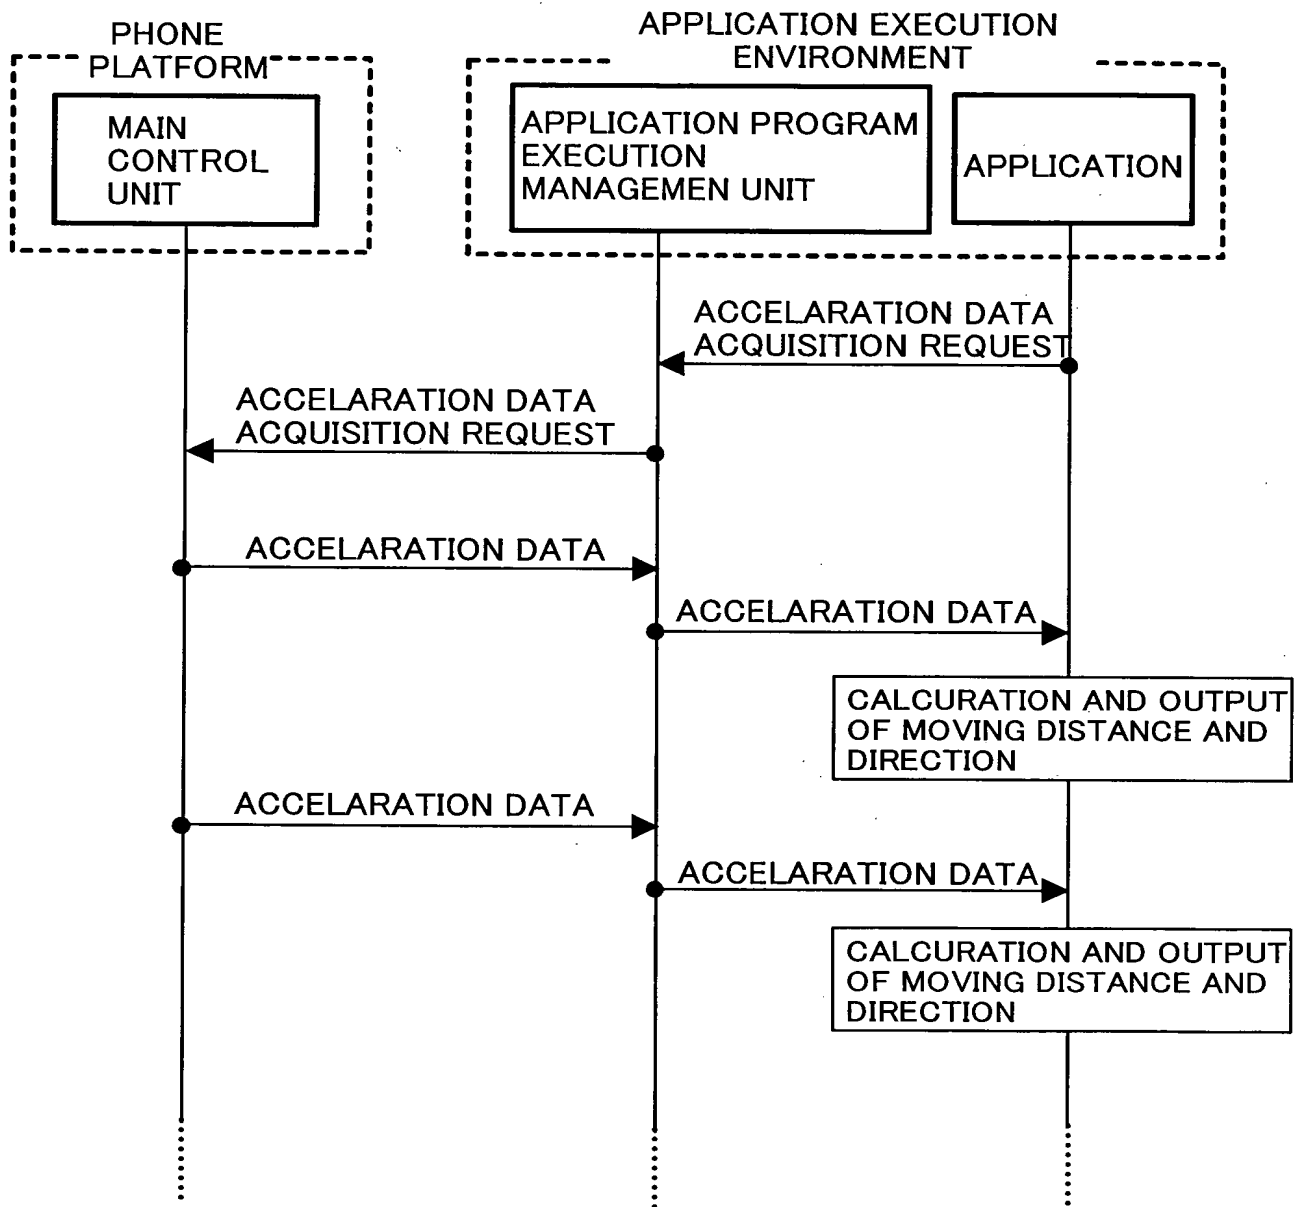 PHONE
PLATFORM
APPLICATION EXECUTION
ENVIRONMENT
MAIN
CONTROL
UNIT
APPLICATION PROGRAM
EXECUTION
MANAGEMEN UNIT
APPLICATION
ACCELARATION DATA
ACQUISITION REQUEST
ACCELARATION DATA
ACQUISITION REQUEST
ACCELARATION DATA
ACCELARATION DATA
CALCURATION AND OUTPUT
OF MOVING DISTANCE AND
DIRECTION
ACCELARATION DATA
ACCELARATION DATA
CALCURATION AND OUTPUT
OF MOVING DISTANCE AND
DIRECTION